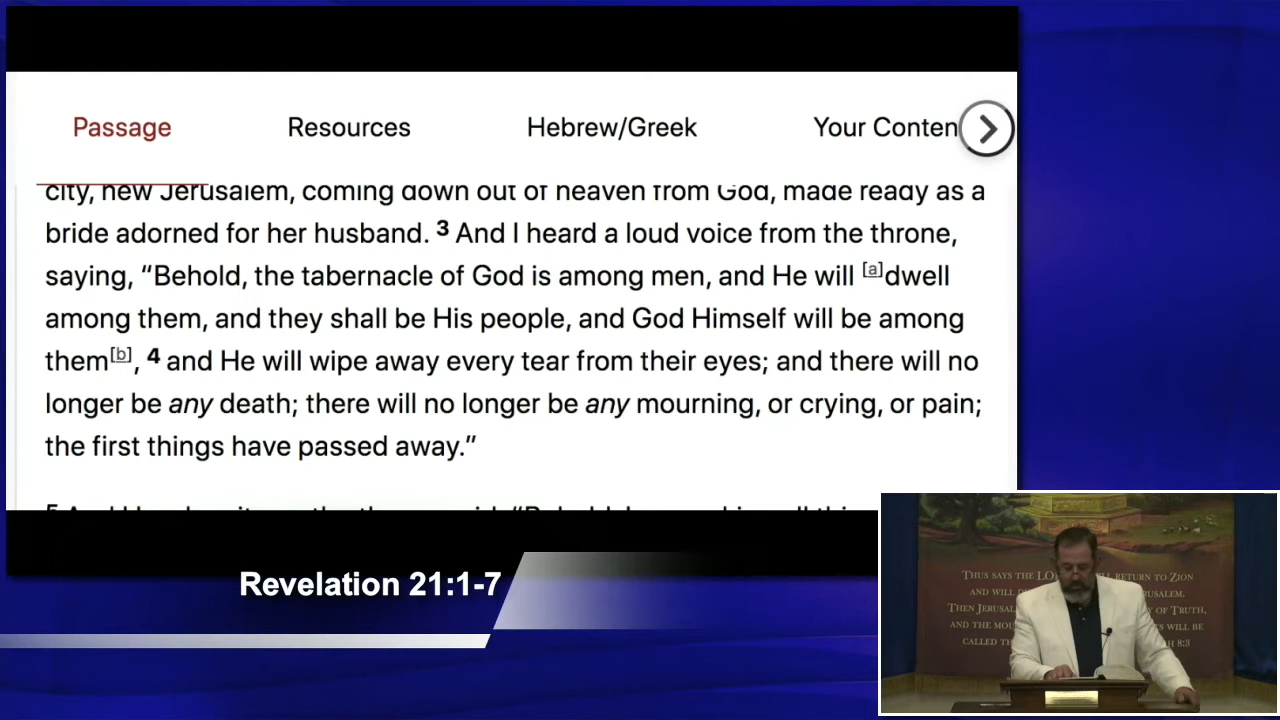 Passage Resources Hebrew/Greek Your Conten
city, new Jerusalem, coming down out of heaven from God, made ready as a
bride adorned for her husband. 3 And I heard a loud voice from the throne,
saying, “Behold, the tabernacle of God is among men, and He will [a]dwell
among them, and they shall be His people, and God Himself will be among
them[b], 4 and He will wipe away every tear from their eyes; and there will no
longer be any death; there will no longer be any mourning, or crying, or pain;
the first things have passed away.”
Revelation 21:1-7
THUS SAYS THE LO RETURN TO ZION
AND WILL RUSALEM.
THEN JERUSAL Y OF TRUTH,
AND THE MOU TS WILL BE
CALLED TH H 8:3